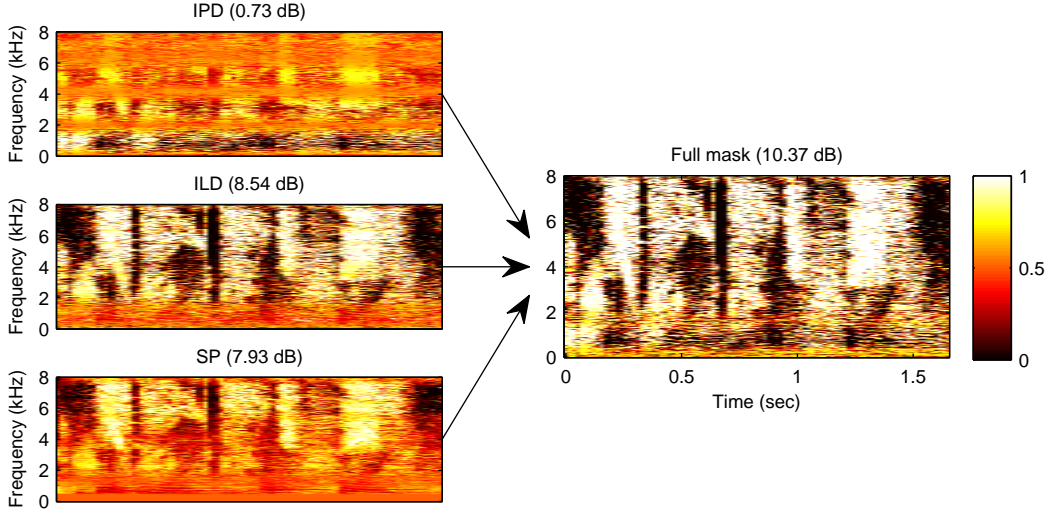 IPD (0.73 dB)
Frequency (kHz)
8
6
4
2
0
ILD (8.54 dB)
Frequency (kHz)
8
6
4
2
0
SP (7.93 dB)
Frequency (kHz)
8
6
4
2
0
Full mask (10.37 dB)
8
6
4
2
0
0 0.5 1 1.5
Time (sec)
1
0.5
0